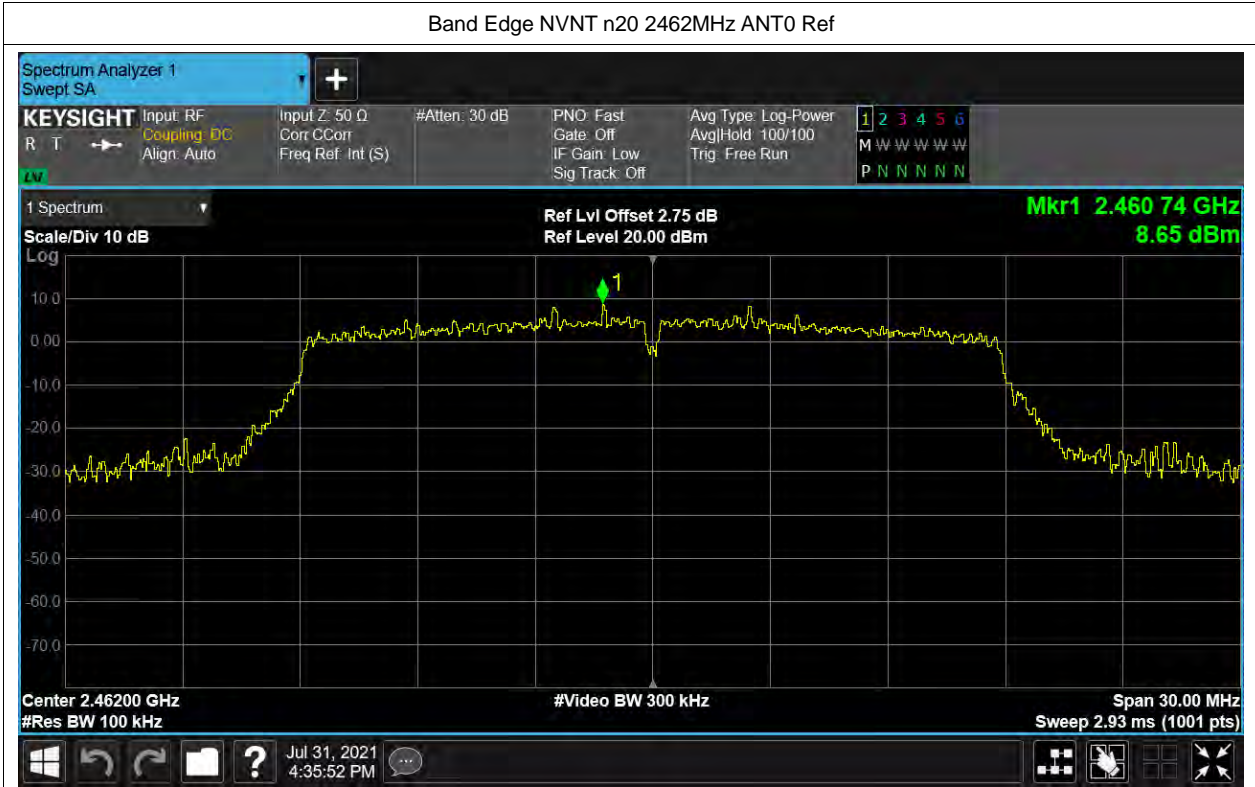 Band Edge NVNT n20 2462MHz ANT0 Ref
Spectrum Analyzer 1
Swept SA
+
KEYSIGHT
R T
Input: RF
Coupling: DC
Align: Auto
Input Z: 50 Ω
Corr CCorr
Freq Ref: Int (S)
#Atten: 30 dB
PNO: Fast
Gate: Off
IF Gain: Low
Sig Track: Off
Avg Type: Log-Power
Avg|Hold: 100/100
Trig: Free Run
1 2 3 4 5 6
M W W W W W W
P N N N N N N
1 Spectrum
Scale/Div 10 dB
Ref Lvl Offset 2.75 dB
Ref Level 20.00 dBm
Mkr1 2.460 74 GHz
8.65 dBm
Log
1
10.0
0.00
-10.0
-20.0
-30.0
-40.0
-50.0
-60.0
-70.0
Center 2.46200 GHz
#Video BW 300 kHz
Span 30.00 MHz
#Res BW 100 kHz
Sweep 2.93 ms (1001 pts)
?
Jul 31, 2021
4:35:52 PM